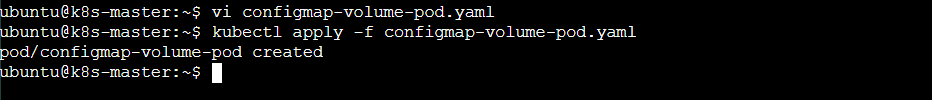 ubuntu@k8s-master:~$ vi configmap-volume-pod.yaml
ubuntu@k8s-master:~$ kubectl apply -f configmap-volume-pod.yaml
pod/configmap-volume-pod created
ubuntu@k8s-master:~$